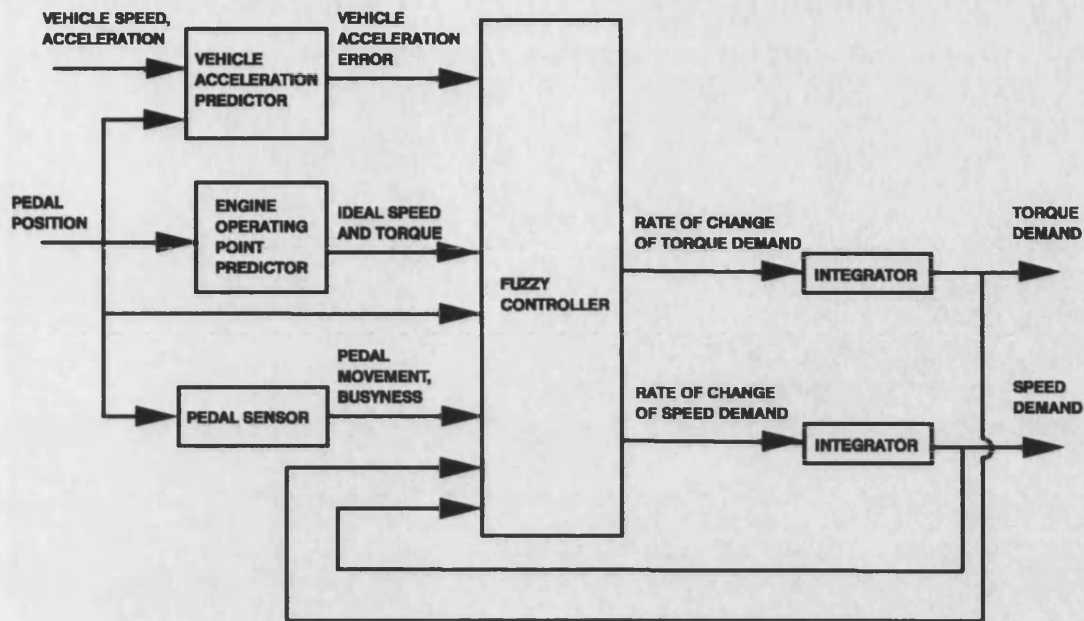 VEHICLE SPEED,
ACCELERATION
VEHICLE
ACCELERATION
PREDICTOR
VEHICLE
ACCELERATION
ERROR
PEDAL
POSITION
ENGINE
OPERATING
POINT
PREDICTOR
IDEAL SPEED
AND TORQUE
PEDAL SENSOR
PEDAL
MOVEMENT,
BUSYNESS
FUZZY
CONTROLLER
RATE OF CHANGE
OF TORQUE DEMAND
INTEGRATOR
TORQUE
DEMAND
RATE OF CHANGE
OF SPEED DEMAND
INTEGRATOR
SPEED
DEMAND